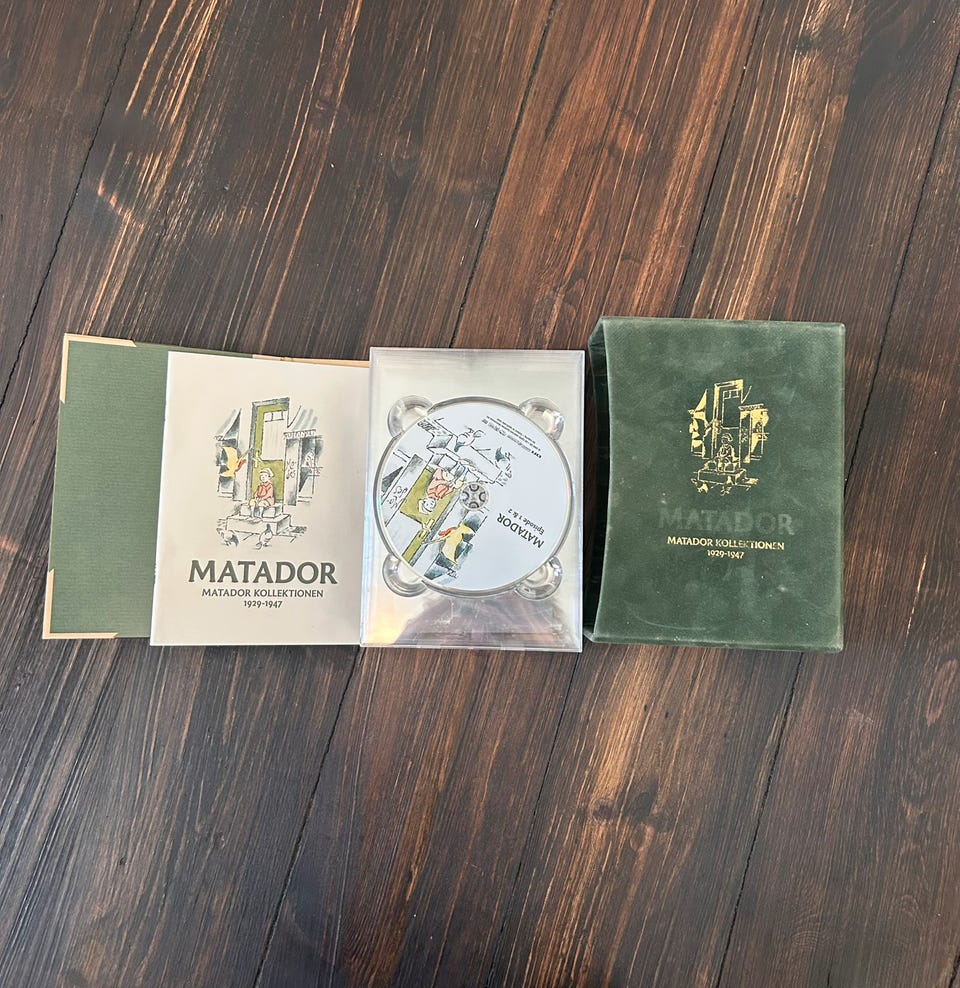 MATADOR
MATADOR KOLLEKTIONEN
1929-1947
MATADOR
Episode 1 & 2
MATADOR
MATADOR KOLLEKTIONEN
1929-1947